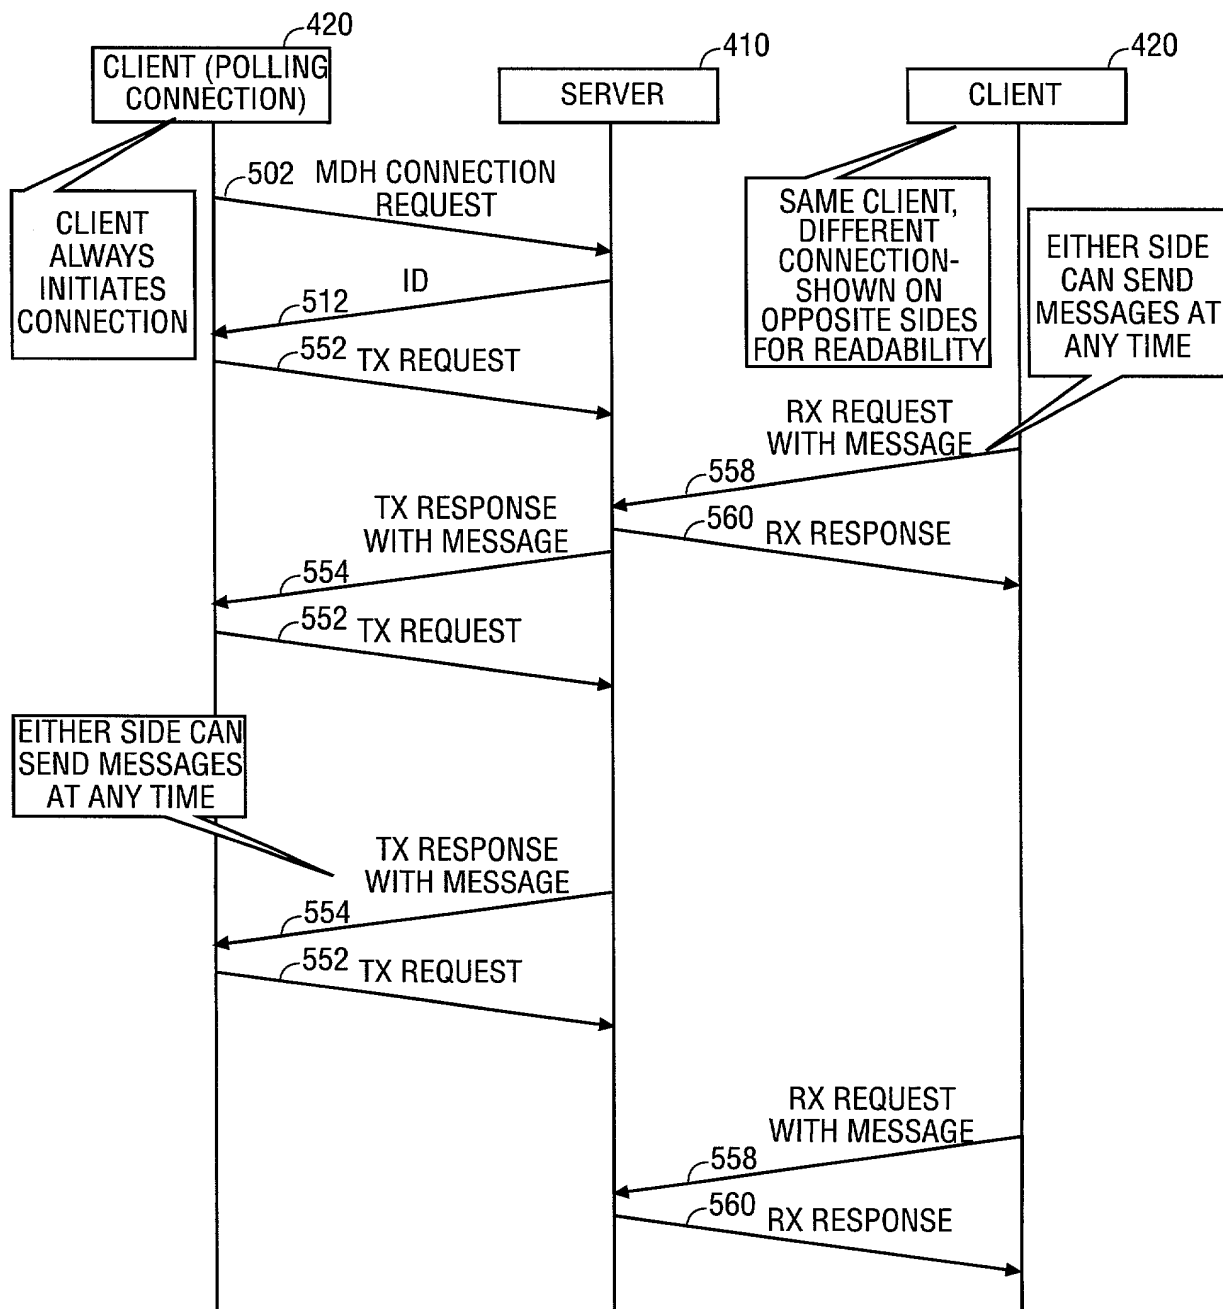 420
410
420
CLIENT (POLLING
CONNECTION)
SERVER
CLIENT
502
MDH CONNECTION
REQUEST
CLIENT
ALWAYS
INITIATES
CONNECTION
SAME CLIENT,
DIFFERENT
CONNECTION-
SHOWN ON
OPPOSITE SIDES
FOR READABILITY
EITHER SIDE
CAN SEND
MESSAGES AT
ANY TIME
ID
512
552
TX REQUEST
RX REQUEST
WITH MESSAGE
558
TX RESPONSE
WITH MESSAGE
560
RX RESPONSE
554
552
TX REQUEST
EITHER SIDE CAN
SEND MESSAGES
AT ANY TIME
TX RESPONSE
WITH MESSAGE
554
552
TX REQUEST
RX REQUEST
WITH MESSAGE
558
560
RX RESPONSE